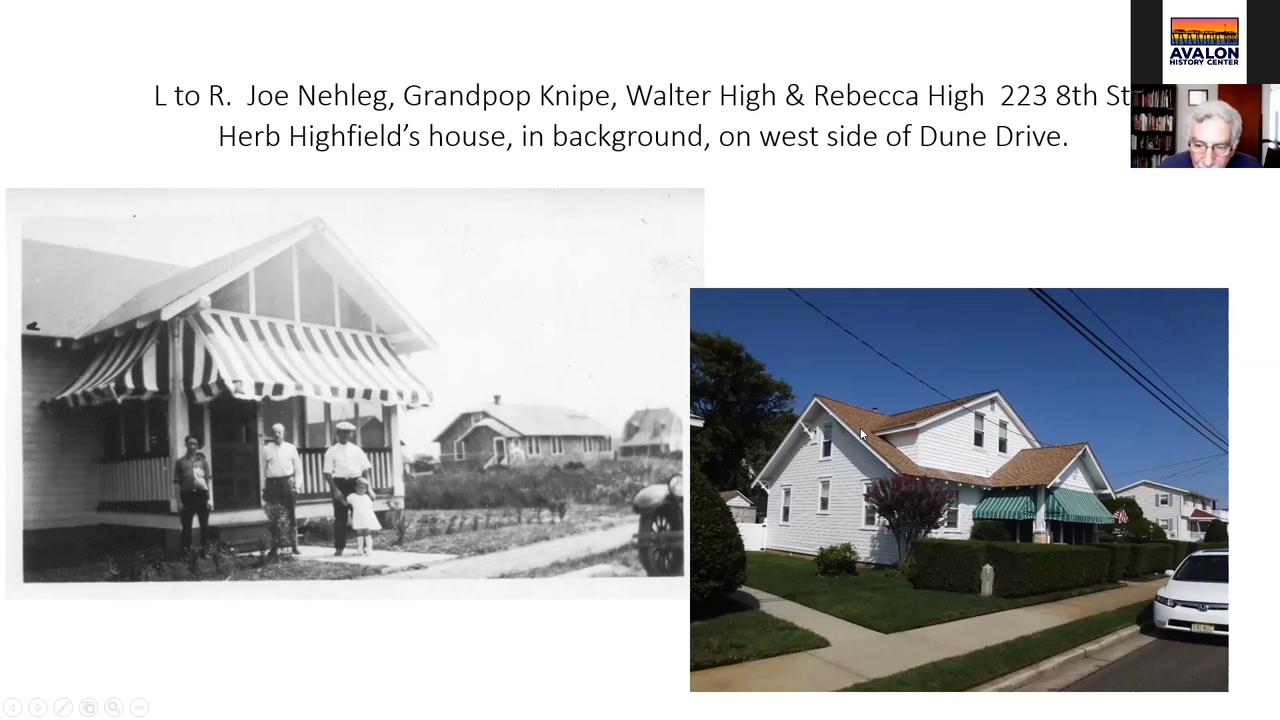 L to R. Joe Nehleg, Grandpop Knipe, Walter High & Rebecca High 223 8th St
Herb Highfield’s house, in background, on west side of Dune Drive.
AVALON
HISTORY CENTER